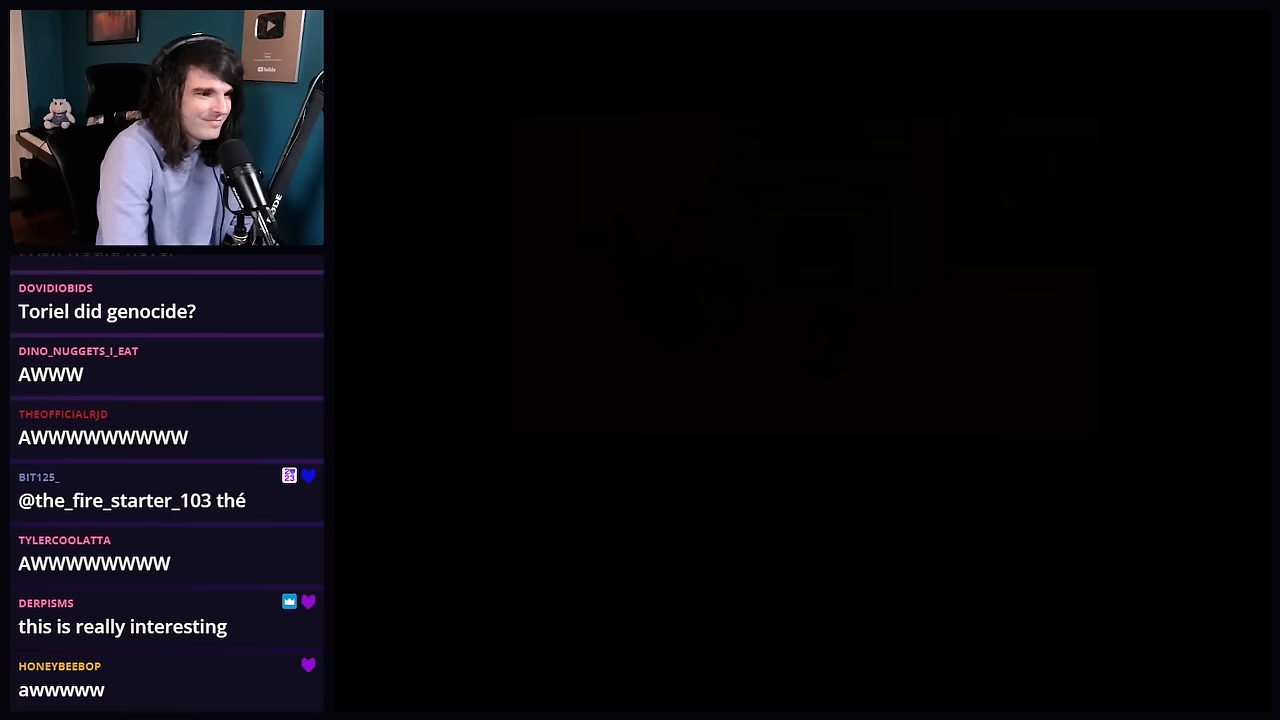 DOVIDIOBIDS
Toriel did genocide?
DINO_NUGGETS_I_EAT
AWWW
THEOFFICIALRJD
AWWWWWWWWW
BIT125_
@the_fire_starter_103 thé
TYLERCOOLATTA
AWWWWWWWW
DERPISMS
this is really interesting
HONEYBEEBOP
awwwww